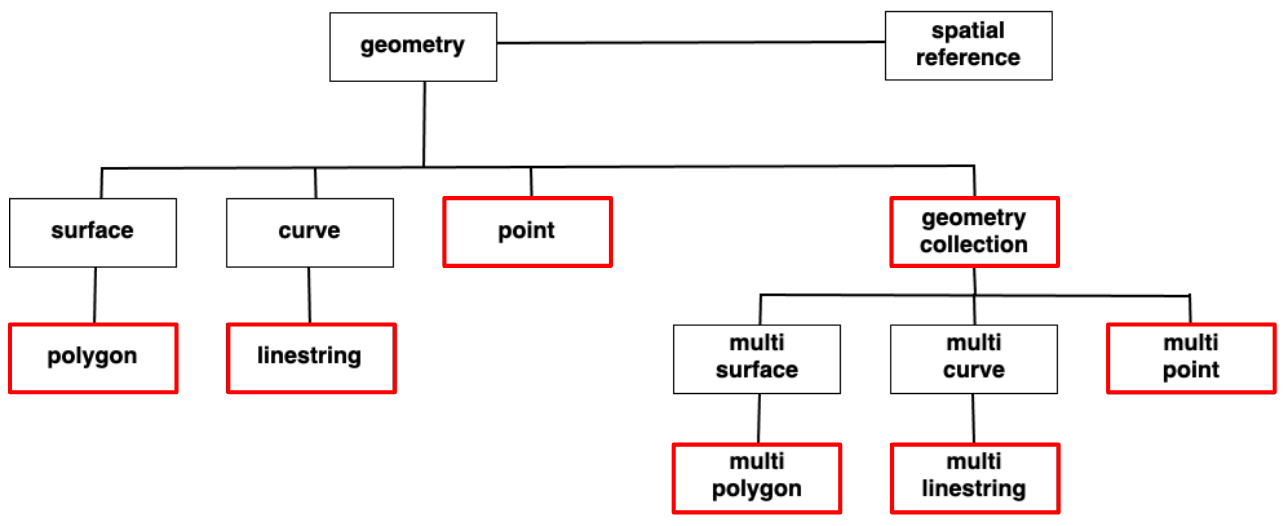 geometry
spatial
reference
surface
curve
point
geometry
collection
polygon
linestring
multi
surface
multi
curve
multi
point
multi
polygon
multi
linestring